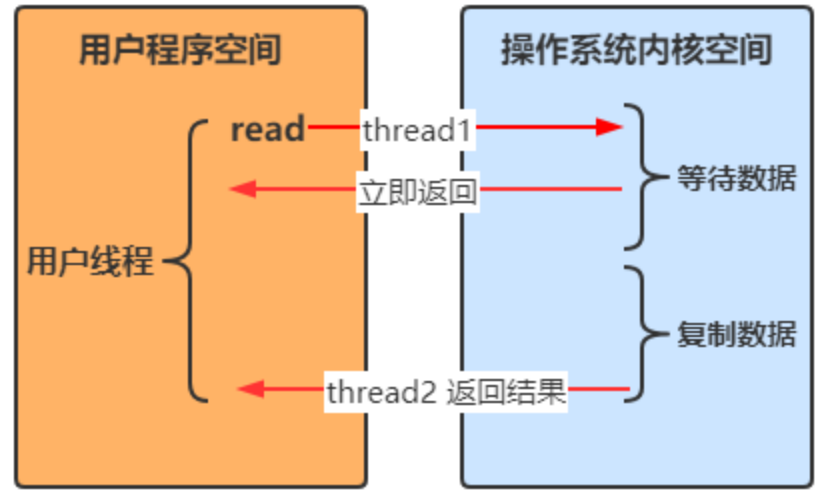 用户程序空间
操作系统内核空间
read
thread1
立即返回
等待数据
用户线程
复制数据
thread2 返回结果